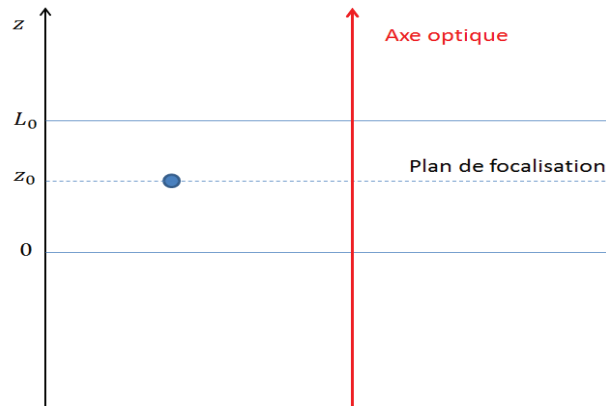 z
Axe optique
L₀
Plan de focalisation
z₀
0